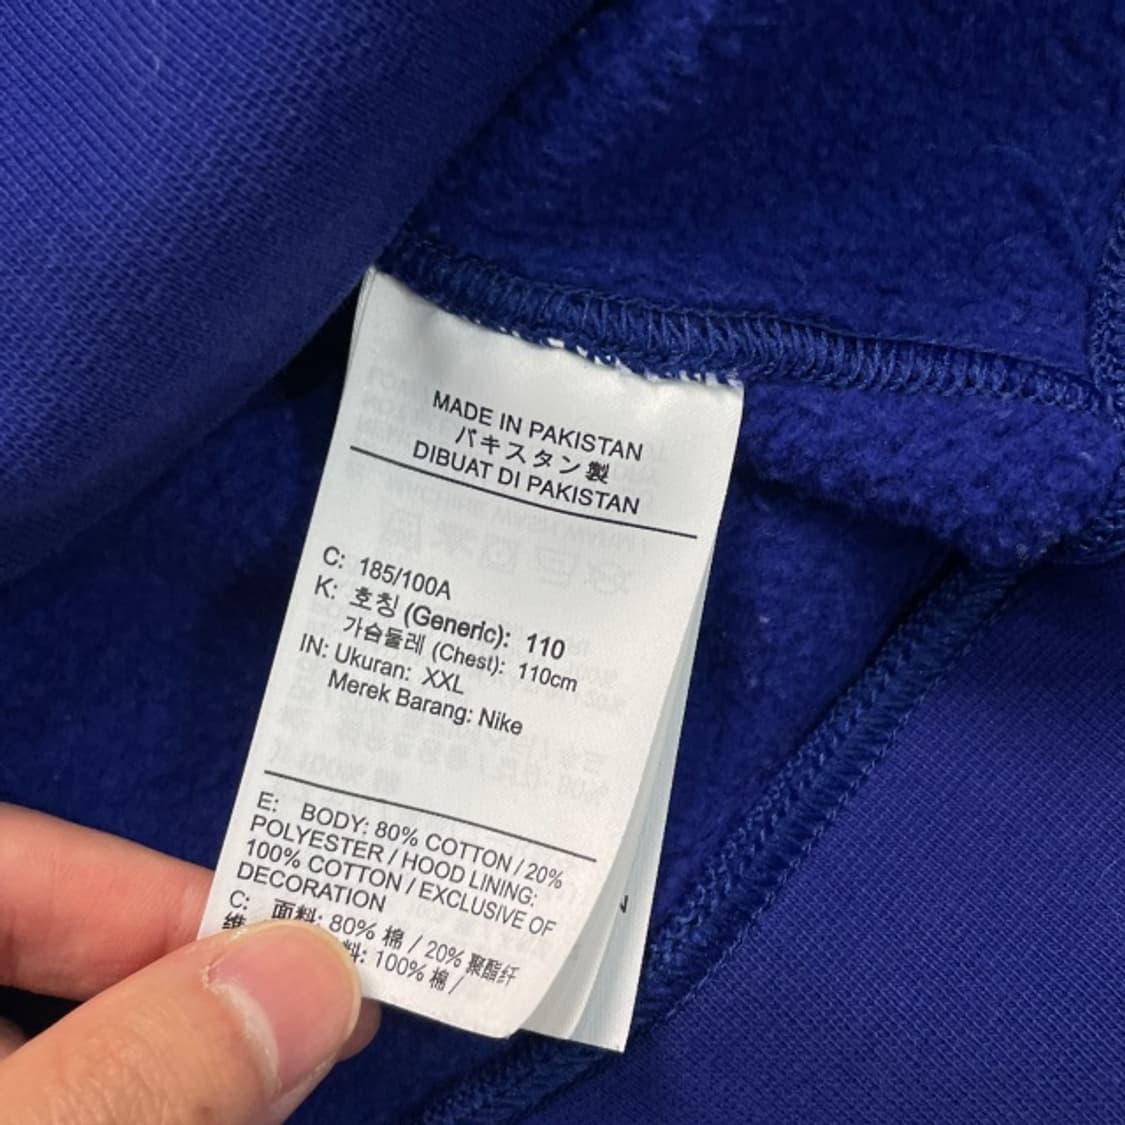 MADE IN PAKISTAN
パキスタン製
DIBUAT DI PAKISTAN
C: 185/100A
K: 호칭 (Generic): 110
가슴둘레 (Chest): 110cm
IN: Ukuran: XXL
Merek Barang: Nike
E: BODY: 80% COTTON / 20%
POLYESTER / HOOD LINING:
100% COTTON / EXCLUSIVE OF
DECORATION
C: 面料: 80% 棉 / 20% 聚酯纤
维 料: 100% 棉 /